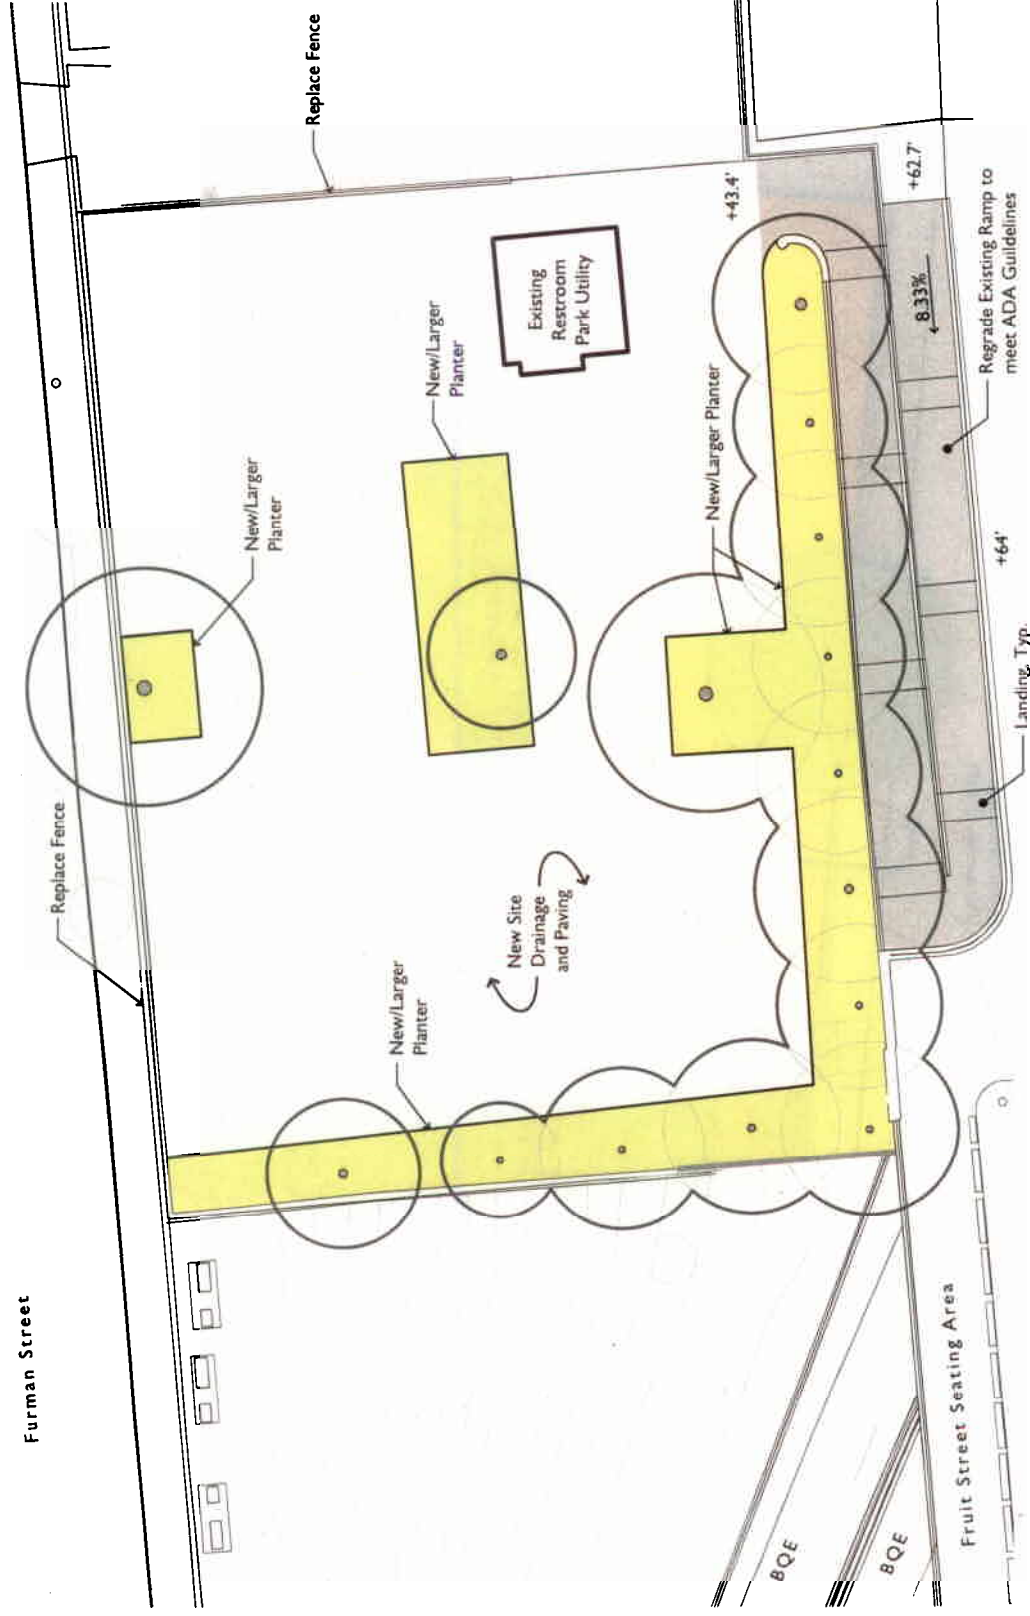 Furman Street
Replace Fence
Replace Fence
New/Larger
Planter
New/Larger
Planter
Existing
Restroom
Park Utility
New/Larger
Planter
New Site
Drainage
and Paving
New/Larger Planter
+43.4'
+62.7'
8.33%
Regrade Existing Ramp to
meet ADA Guildelines
+64'
Landing, Typ.
BQE
BQE
Fruit Street Seating Area